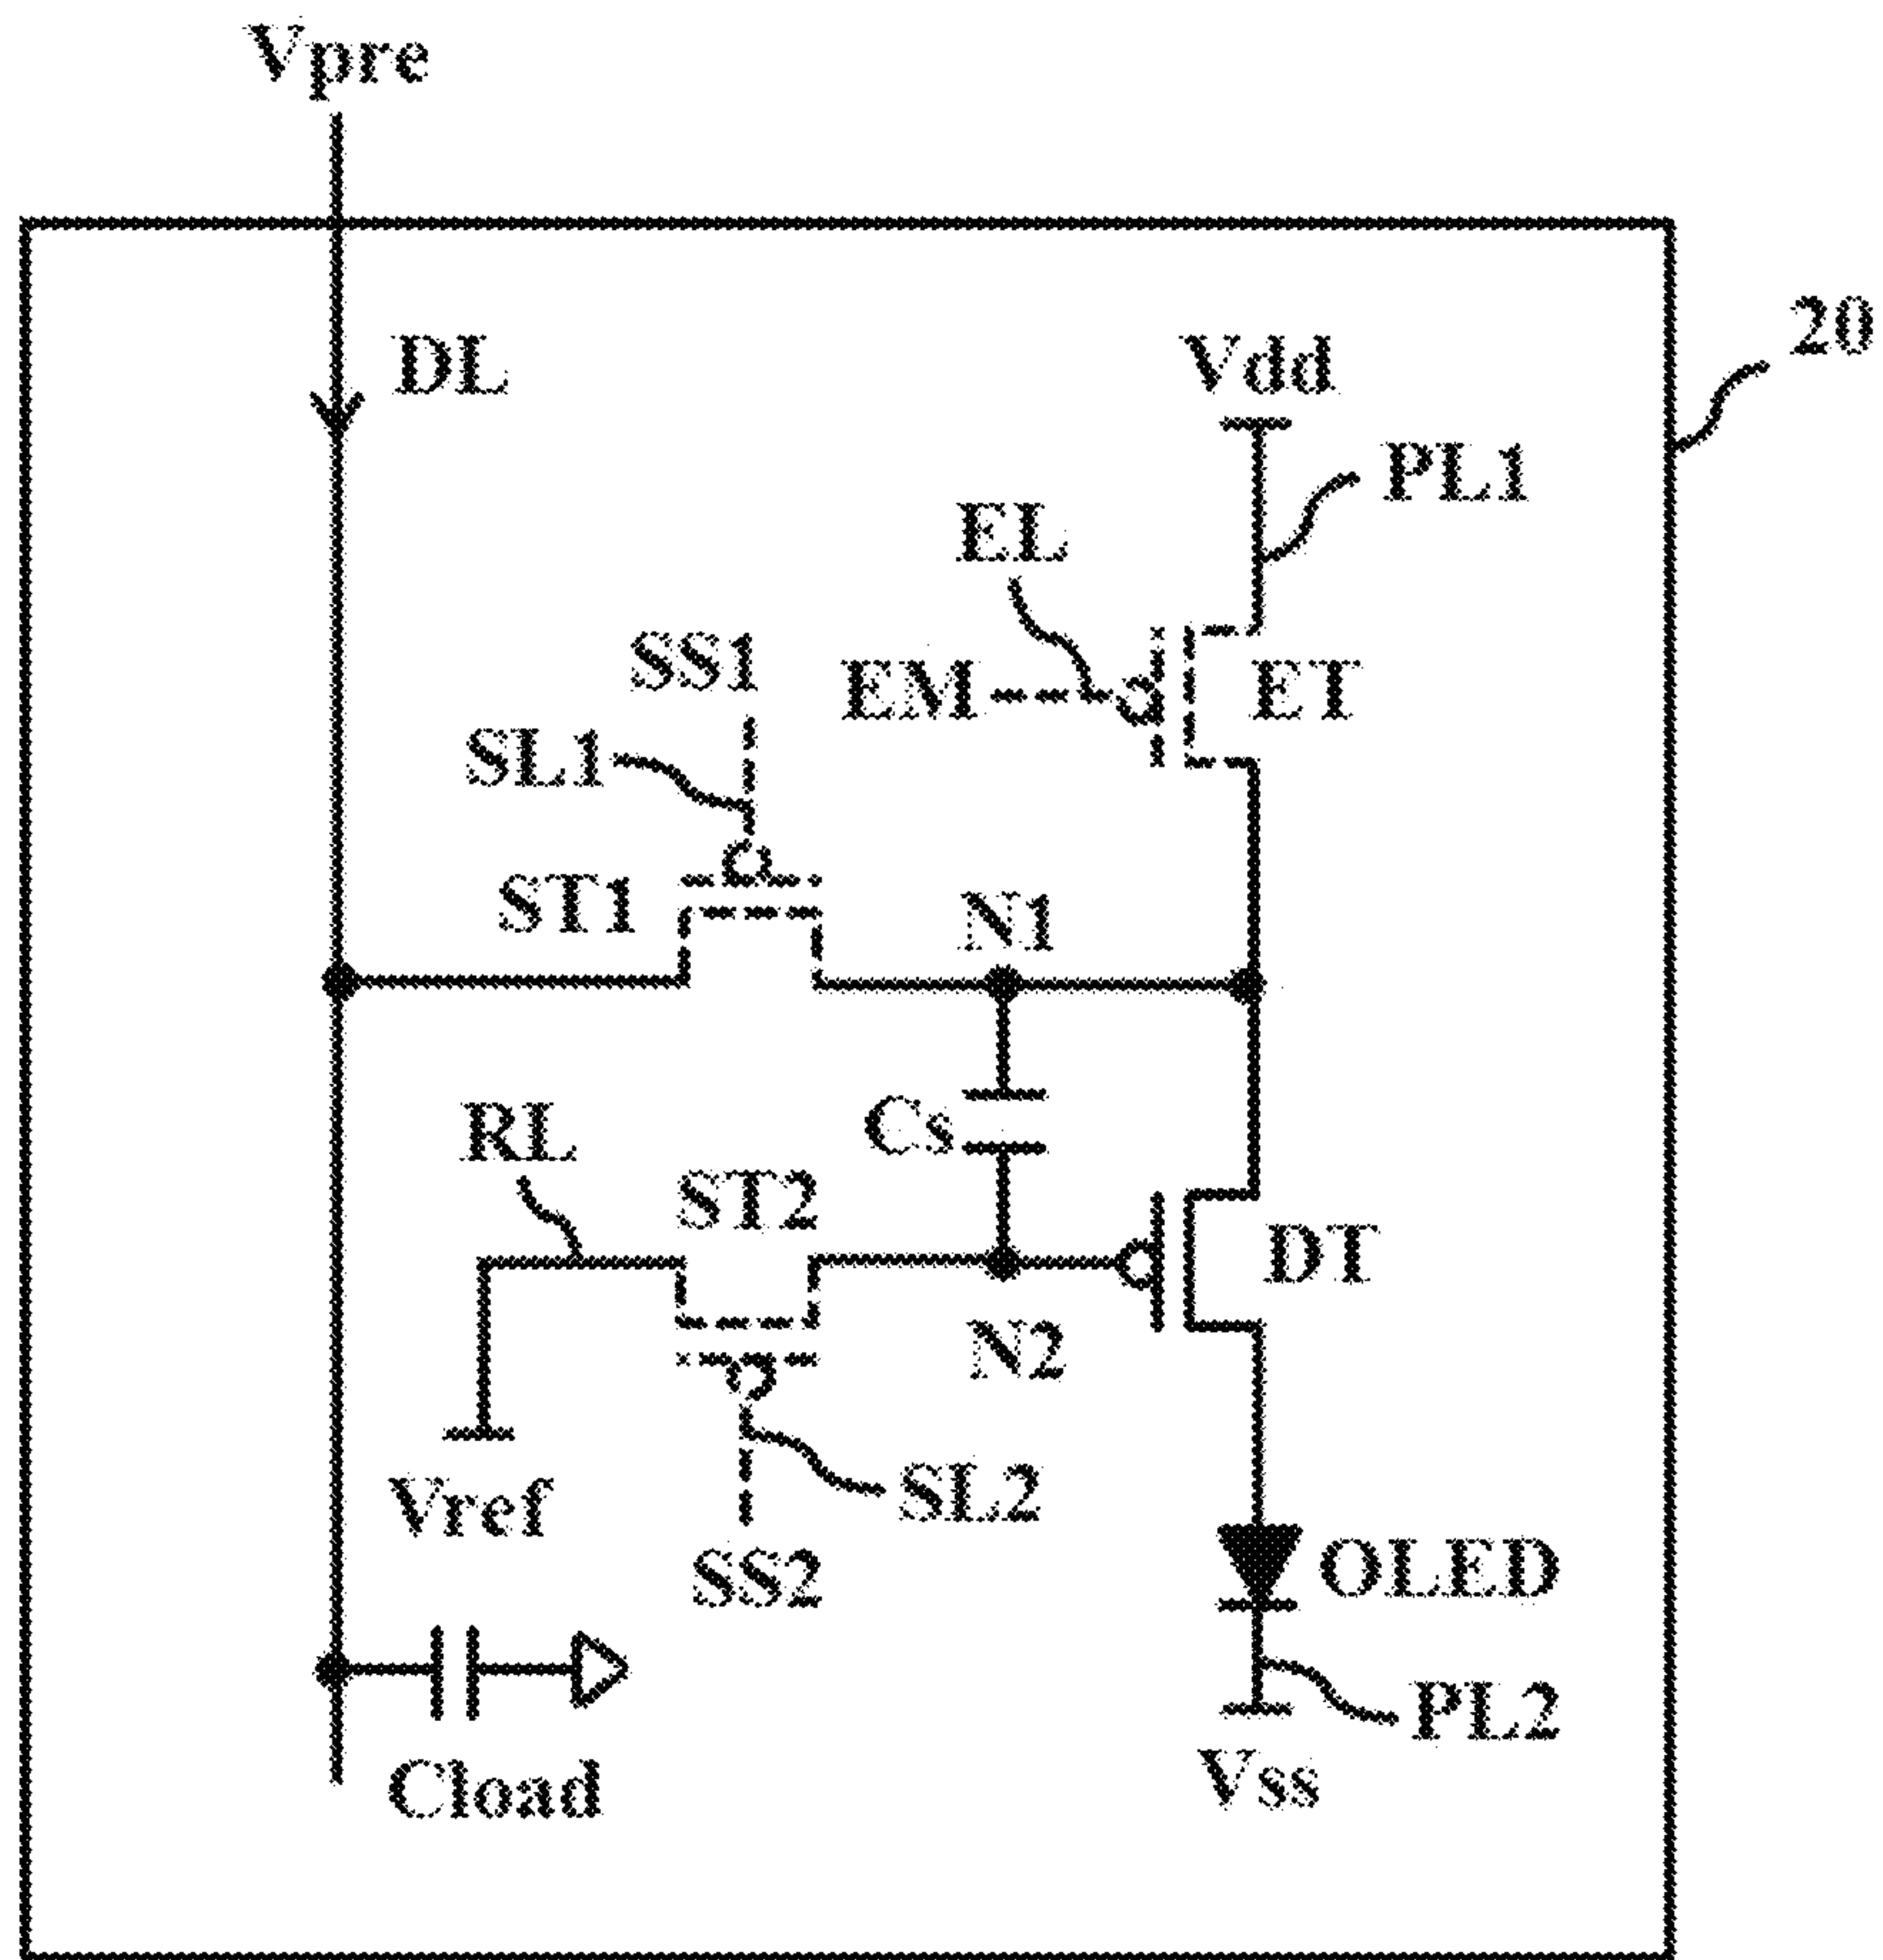 Vpre
20
DL
Vdd
PL1
EL
SS1
EM
ET
SL1
ST1
N1
RL
Cs
ST2
DT
N2
Vref
SL2
SS2
OLED
PL2
Cload
Vss